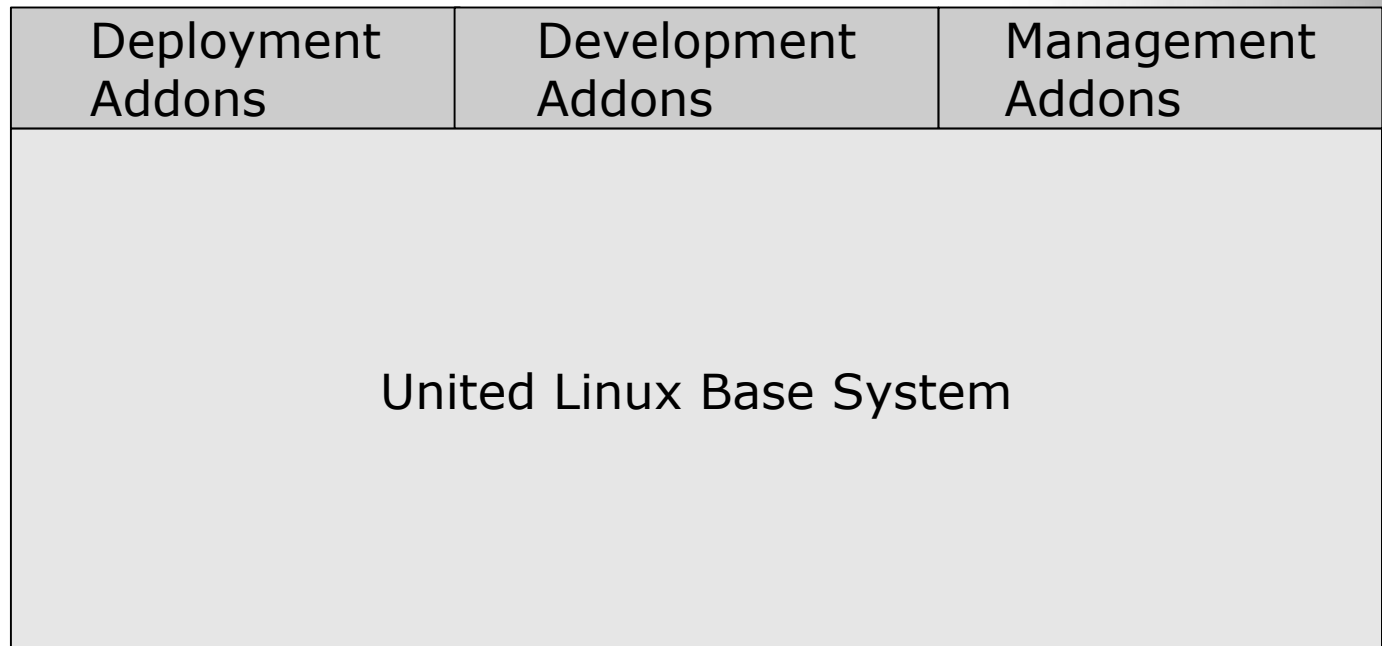 Deployment
Addons
Development
Addons
Management
Addons
United Linux Base System